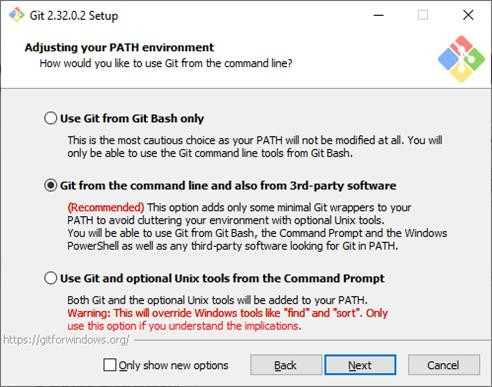 Git 2.32.0.2 Setup
Adjusting your PATH environment
How would you like to use Git from the command line?
Use Git from Git Bash only
This is the most cautious choice as your PATH will not be modified at all. You will
only be able to use the Git command line tools from Git Bash.
Git from the command line and also from 3rd-party software
(Recommended) This option adds only some minimal Git wrappers to your
PATH to avoid cluttering your environment with optional Unix tools.
You will be able to use Git from Git Bash, the Command Prompt and the Windows
PowerShell as well as any third-party software looking for Git in PATH.
Use Git and optional Unix tools from the Command Prompt
Both Git and the optional Unix tools will be added to your PATH.
Warning: This will override Windows tools like "find" and "sort". Only
use this option if you understand the implications.
https://gitforwindows.org/
Only show new options
Back
Next
Cancel